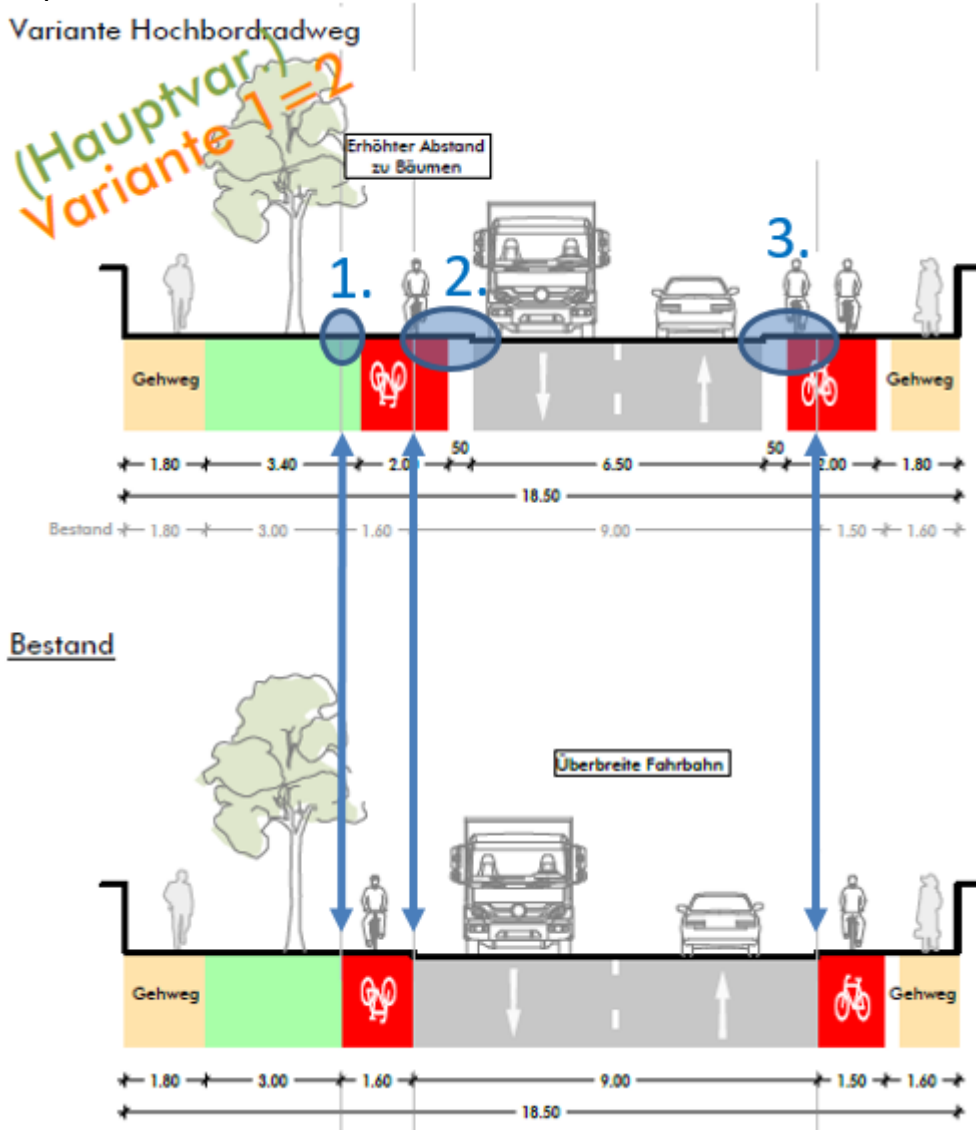 Variante Hochbordradweg
(Hauptvar.)
Variante 1=2
Erhöhter Abstand
zu Bäumen
1.
2.
3.
Gehweg
Gehweg
1.80 3.40 2.00 50 6.50 50 2.00 1.80
18.50
Bestand 1.80 3.00 1.60 9.00 1.50 1.60
Bestand
Überbreite Fahrbahn
Gehweg
Gehweg
1.80 3.00 1.60 9.00 1.50 1.60
18.50